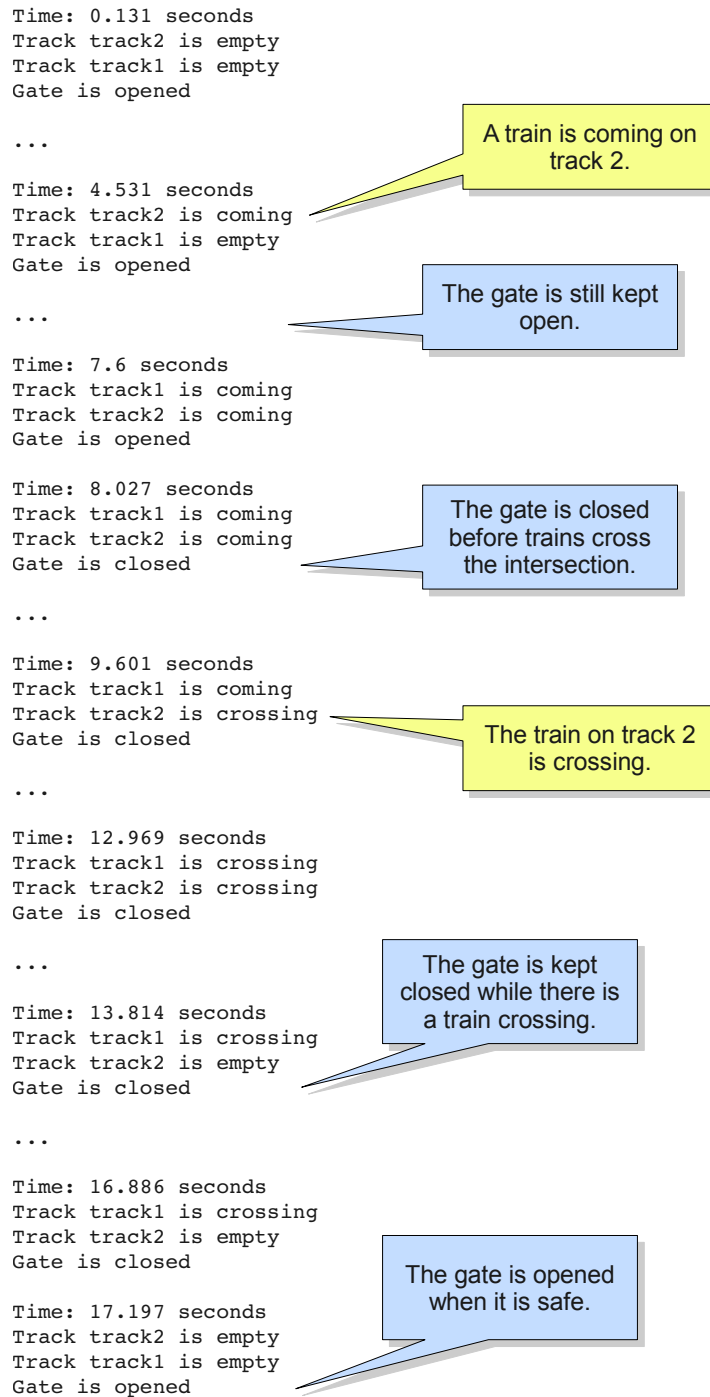 Time: 0.131 seconds
Track track2 is empty
Track track1 is empty
Gate is opened
...
A train is coming on
track 2.
Time: 4.531 seconds
Track track2 is coming
Track track1 is empty
Gate is opened
The gate is still kept
open.
...
Time: 7.6 seconds
Track track1 is coming
Track track2 is coming
Gate is opened
Time: 8.027 seconds
Track track1 is coming
Track track2 is coming
Gate is closed
The gate is closed
before trains cross
the intersection.
...
Time: 9.601 seconds
Track track1 is coming
Track track2 is crossing
Gate is closed
The train on track 2
is crossing.
...
Time: 12.969 seconds
Track track1 is crossing
Track track2 is crossing
Gate is closed
...
The gate is kept
closed while there is
a train crossing.
Time: 13.814 seconds
Track track1 is crossing
Track track2 is empty
Gate is closed
...
Time: 16.886 seconds
Track track1 is crossing
Track track2 is empty
Gate is closed
The gate is opened
when it is safe.
Time: 17.197 seconds
Track track2 is empty
Track track1 is empty
Gate is opened